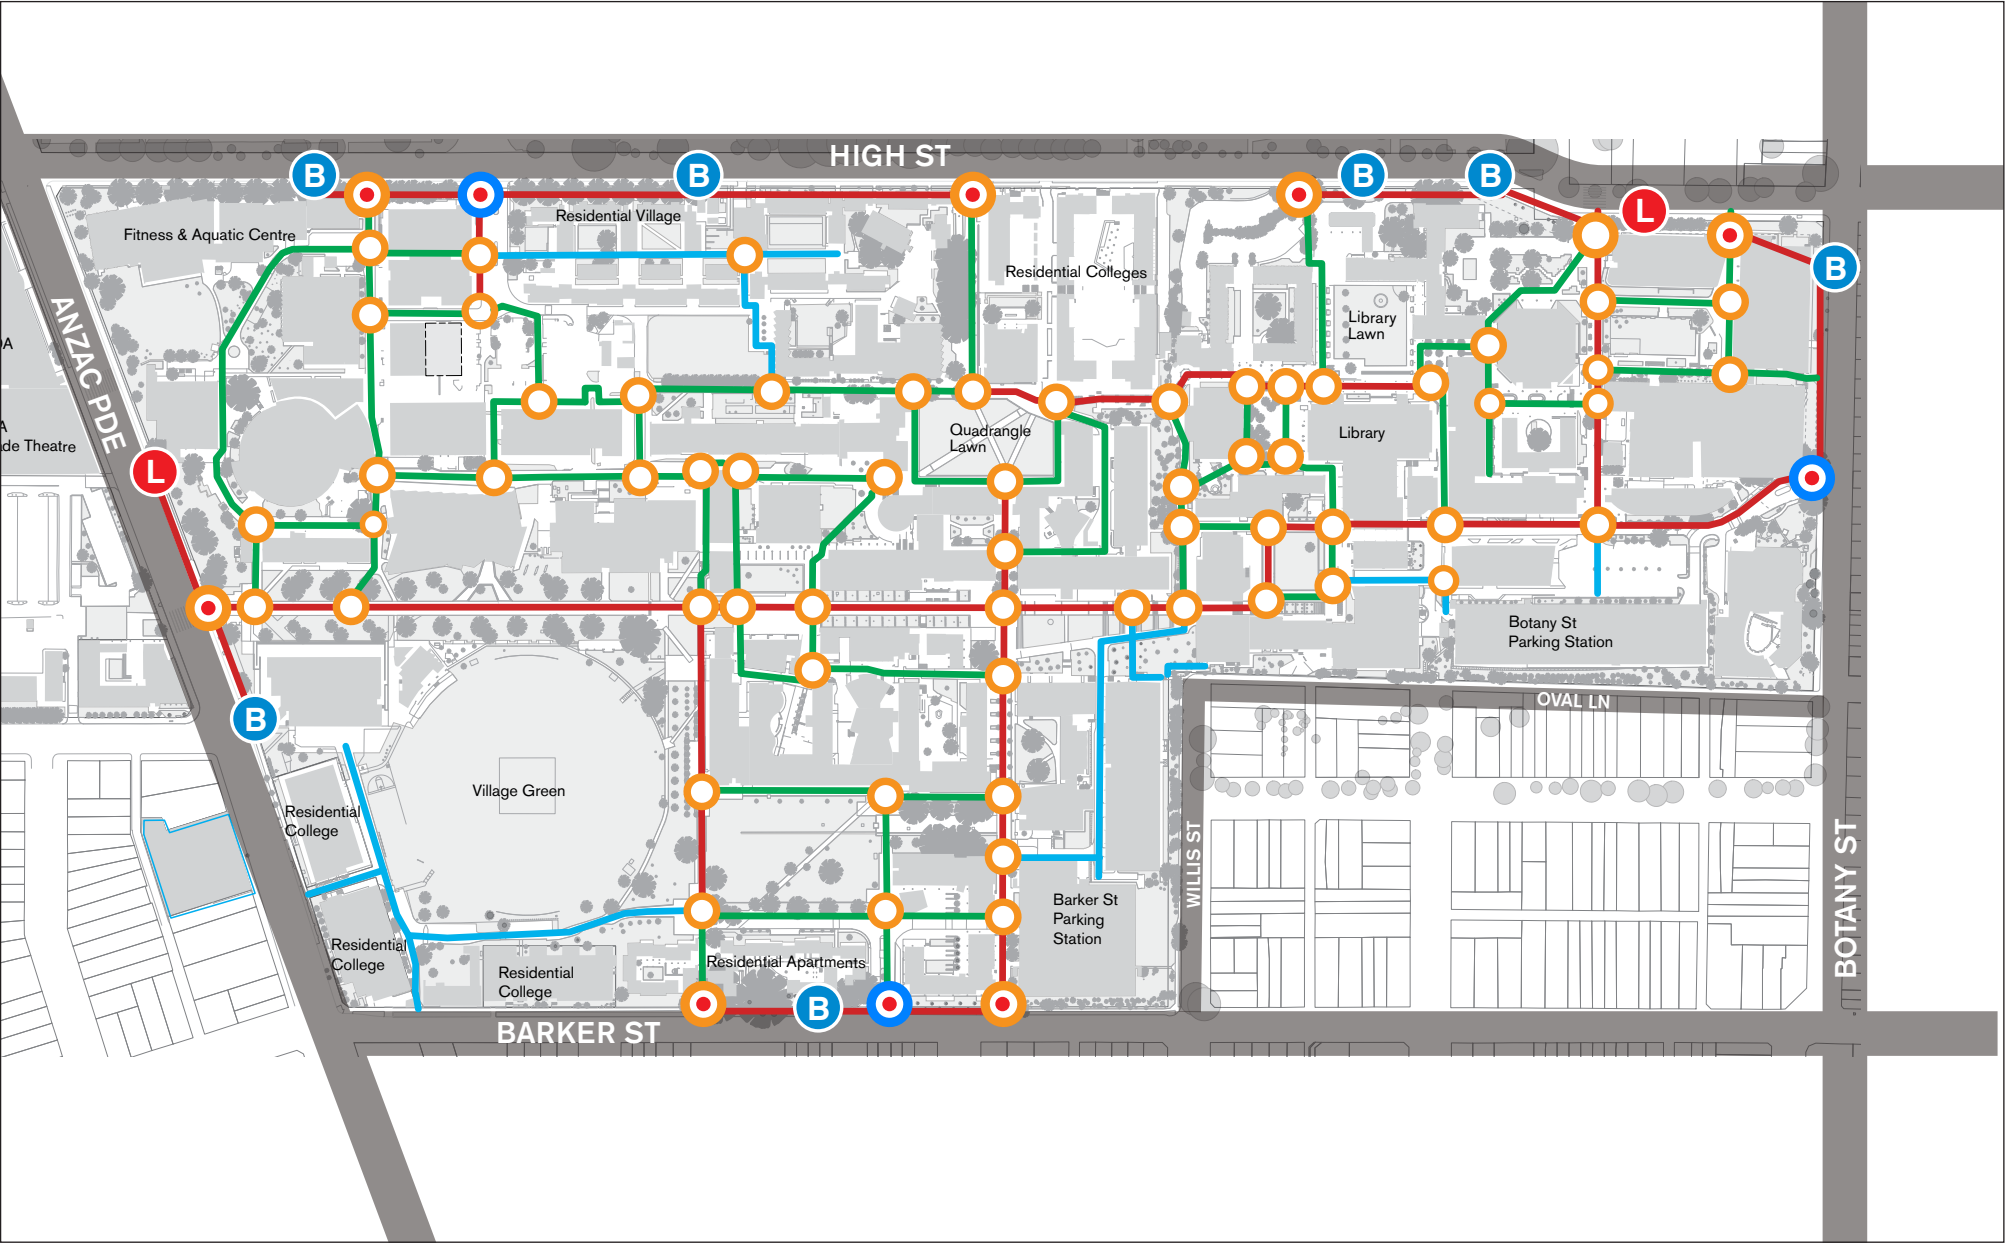 HIGH ST
B
B
B
B
L
B
Residential Village
Fitness & Aquatic Centre
Residential Colleges
ANZAC PDE
Library
Lawn
Quadrangle
Lawn
Library
de Theatre
L
Botany St
Parking Station
OVAL LN
B
Village Green
Residential
College
WILLIS ST
BOTANY ST
Barker St
Parking
Station
Residential
College
Residential Apartments
Residential
College
B
BARKER ST